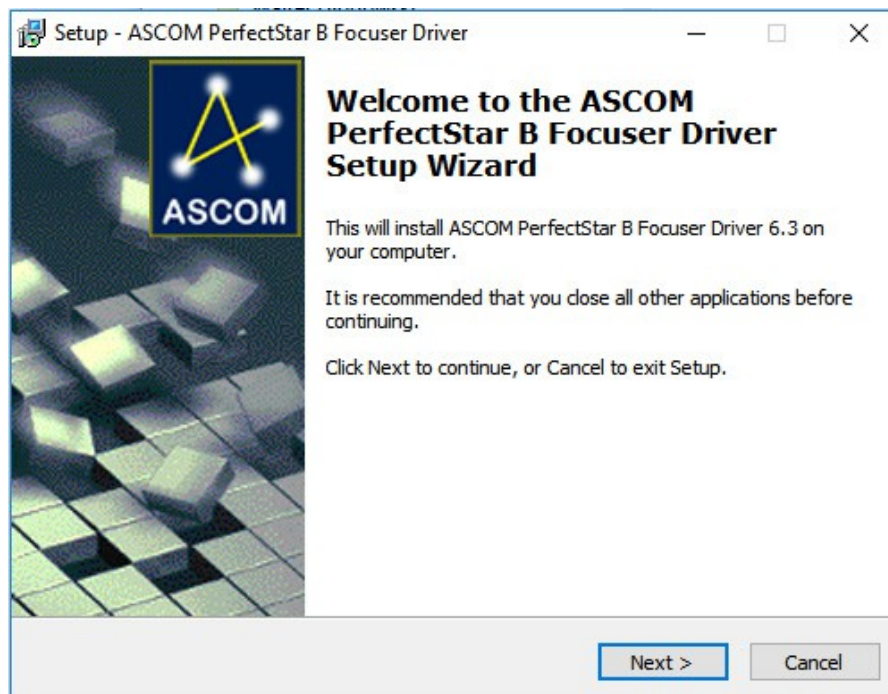 Setup - ASCOM PerfectStar B Focuser Driver
ASCOM
Welcome to the ASCOM
PerfectStar B Focuser Driver
Setup Wizard
This will install ASCOM PerfectStar B Focuser Driver 6.3 on
your computer.
It is recommended that you close all other applications before
continuing.
Click Next to continue, or Cancel to exit Setup.
Next >
Cancel